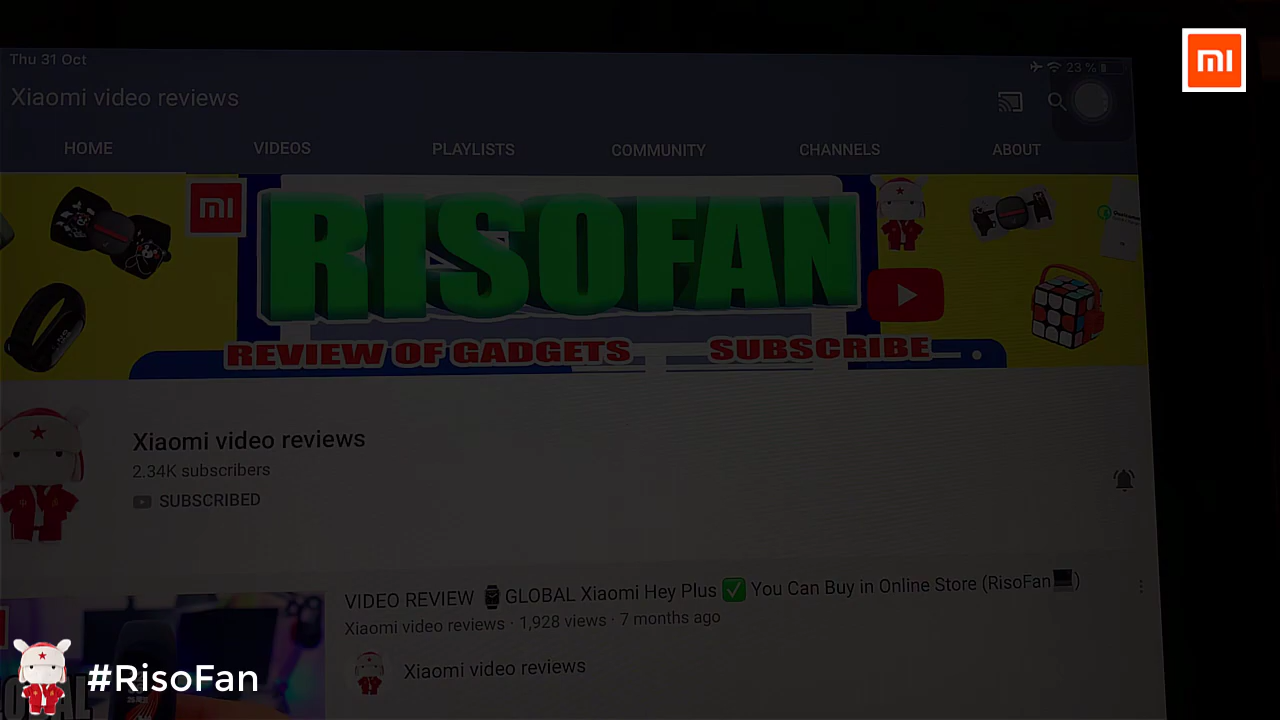 Thu 31 Oct
23 %
Xiaomi video reviews
HOME VIDEOS PLAYLISTS COMMUNITY CHANNELS ABOUT
RISOFAN
REVIEW OF GADGETS SUBSCRIBE
Xiaomi video reviews
2.34K subscribers
SUBSCRIBED
VIDEO REVIEW ⌚GLOBAL Xiaomi Hey Plus ✅ You Can Buy in Online Store (RisoFan💻)
Xiaomi video reviews · 1,928 views · 7 months ago
Xiaomi video reviews
#RisoFan